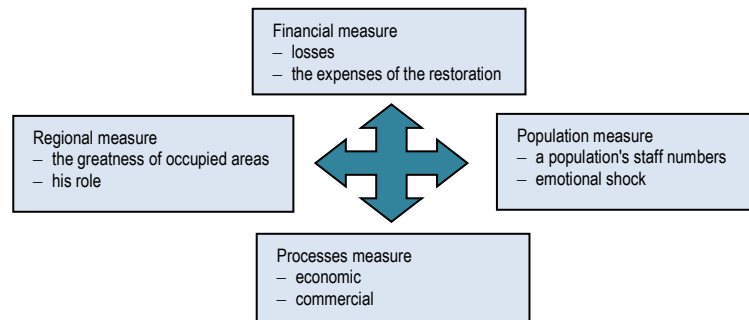 Financial measure
– losses
– the expenses of the restoration
Regional measure
– the greatness of occupied areas
– his role
Population measure
– a population's staff numbers
– emotional shock
Processes measure
– economic
– commercial